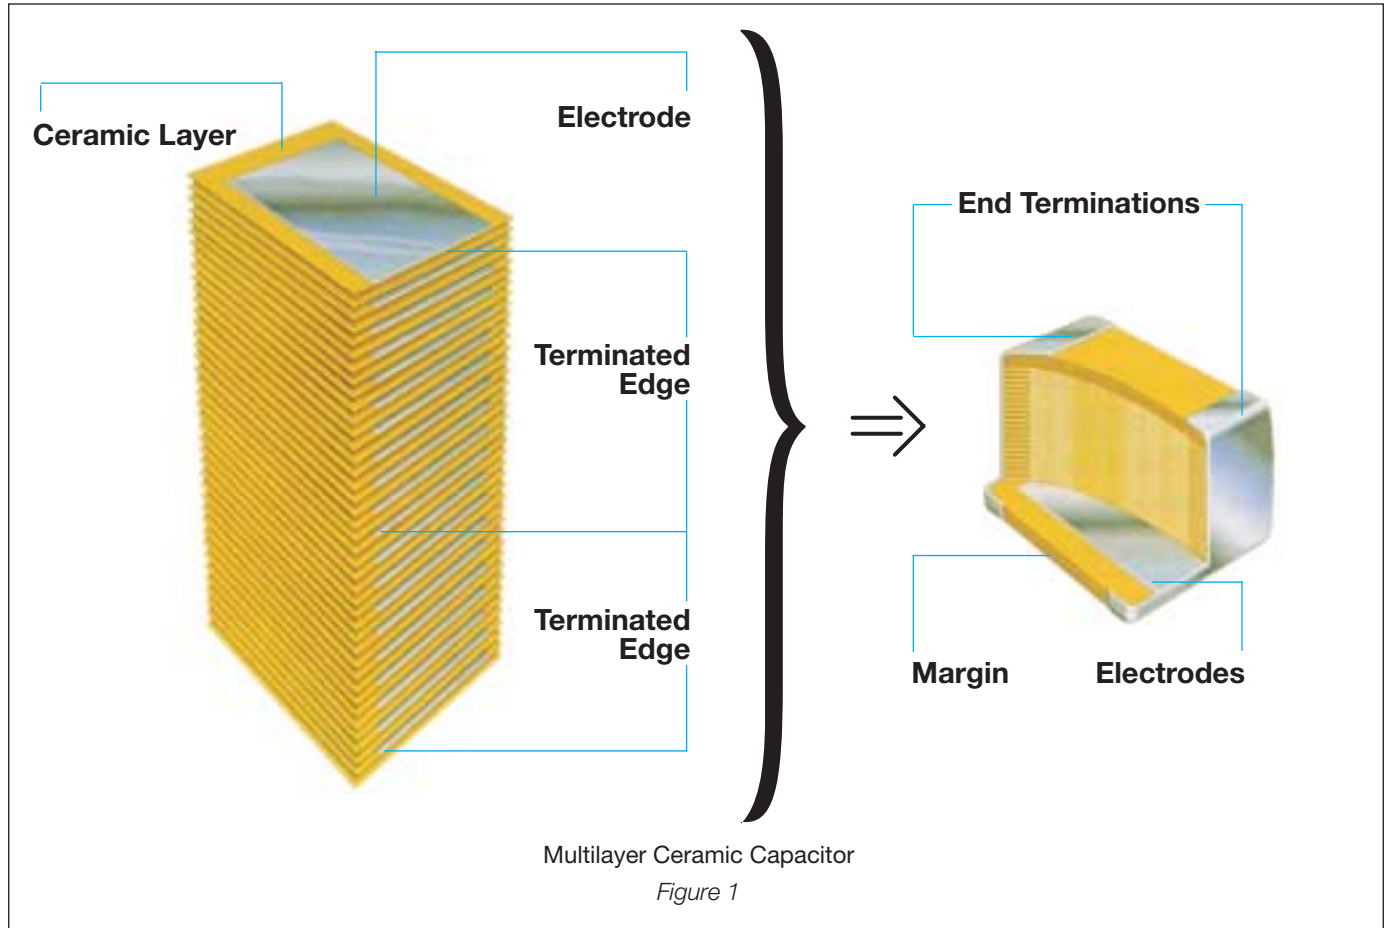 Ceramic Layer
Electrode
Terminated
Edge
Terminated
Edge
End Terminations
Margin
Electrodes
Multilayer Ceramic Capacitor
Figure 1